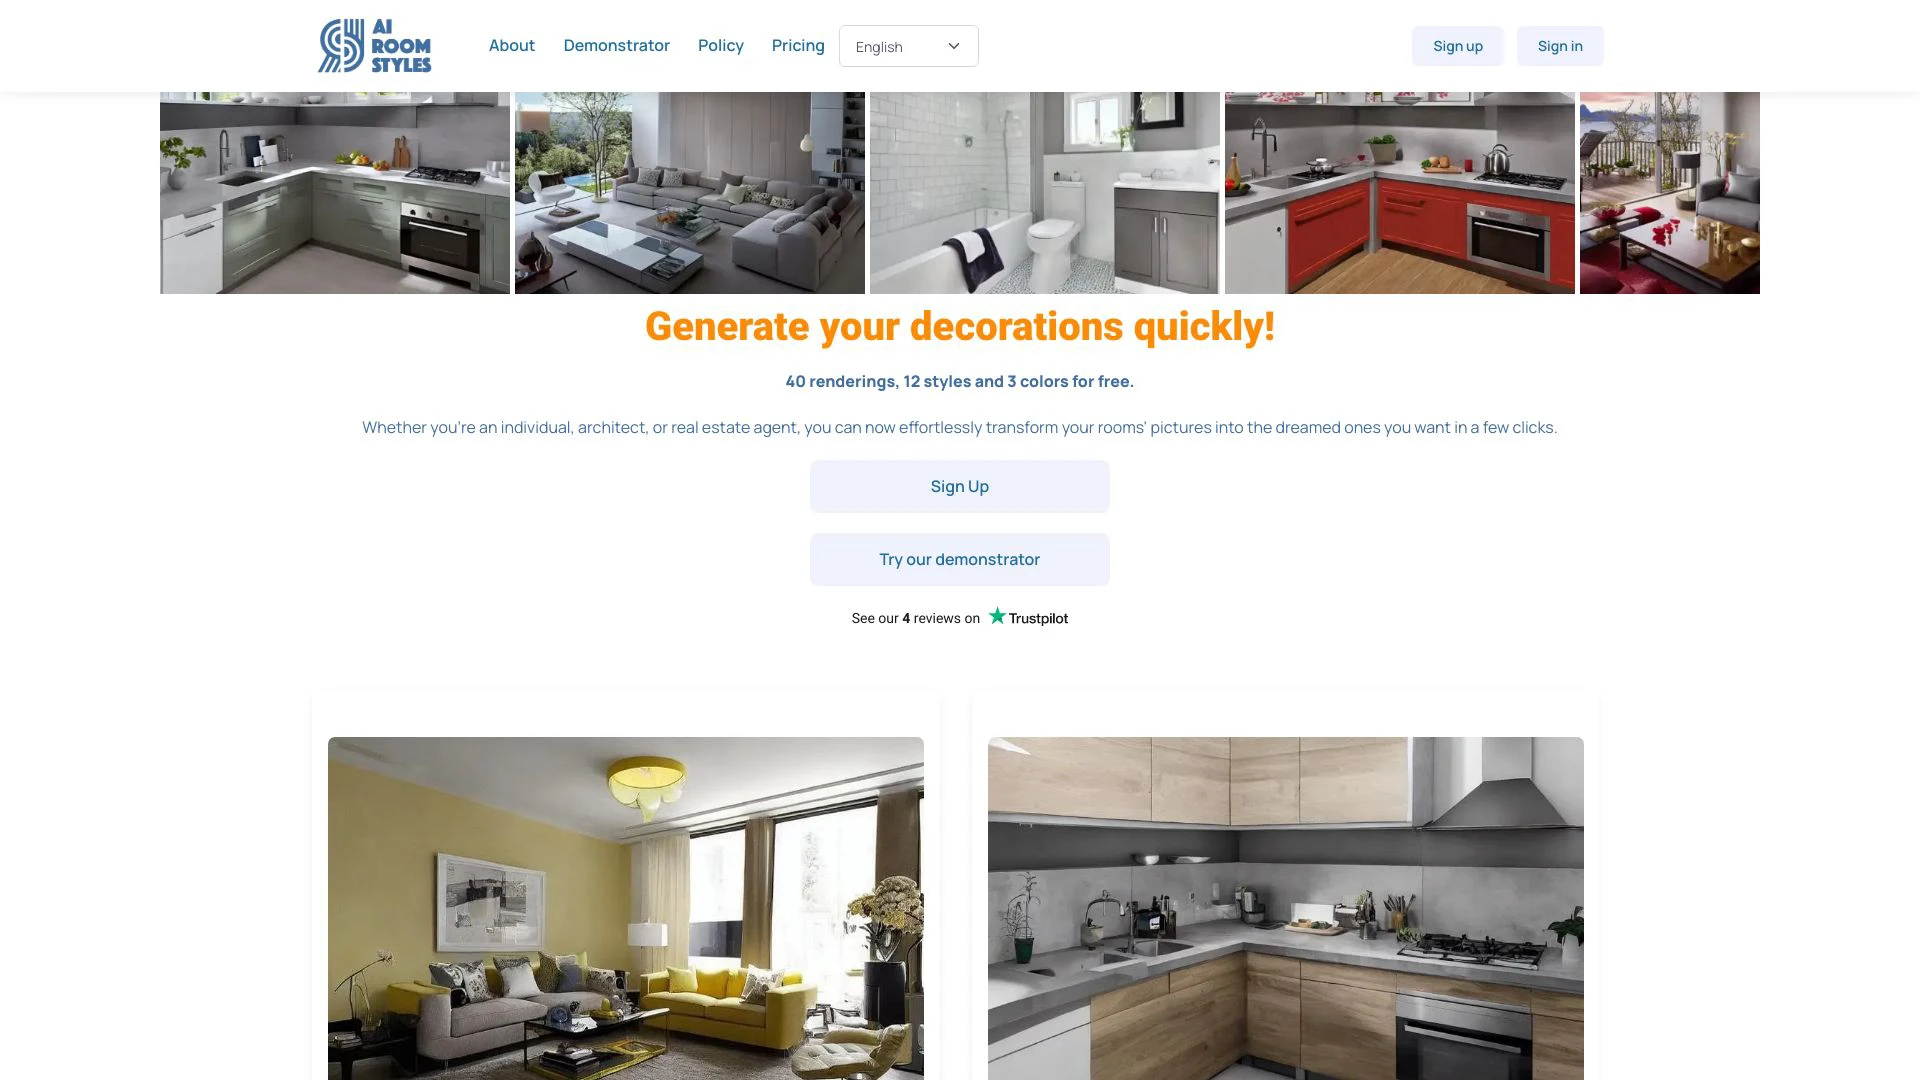 AI
ROOM
STYLES
About
Demonstrator
Policy
Pricing
English
Sign up
Sign in
Generate your decorations quickly!
40 renderings, 12 styles and 3 colors for free.
Whether you're an individual, architect, or real estate agent, you can now effortlessly transform your rooms' pictures into the dreamed ones you want in a few clicks.
Sign Up
Try our demonstrator
See our 4 reviews on Trustpilot